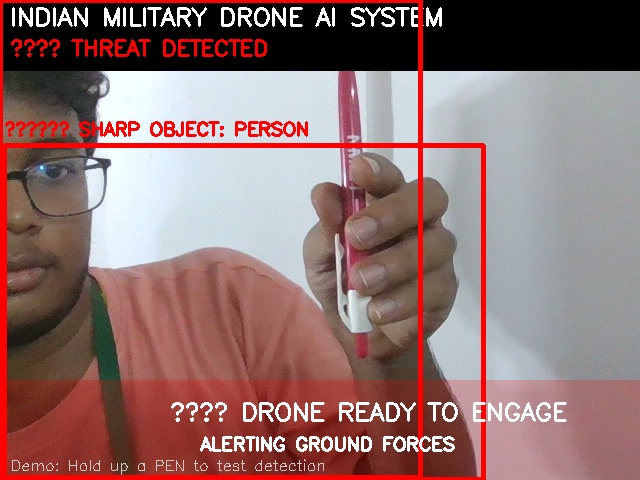 INDIAN MILITARY DRONE AI SYSTEM
???? THREAT DETECTED
?????? SHARP OBJECT: PERSON
???? DRONE READY TO ENGAGE
ALERTING GROUND FORCES
Demo: Hold up a PEN to test detection